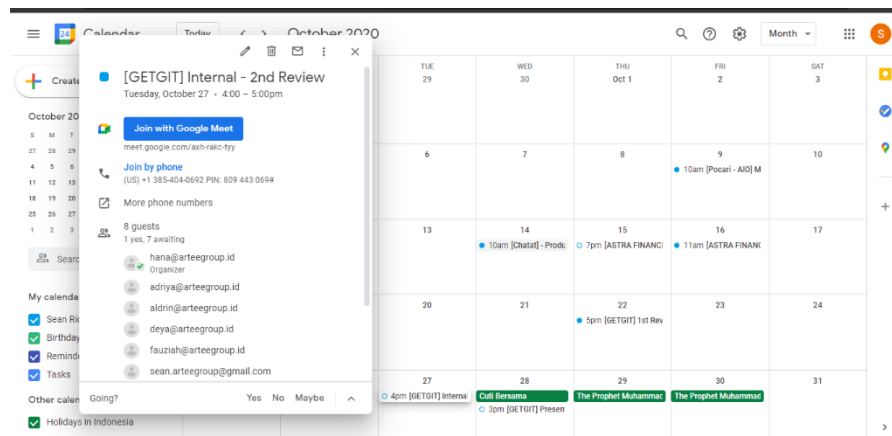 24
Calendar
Today
October 2020
Month
S
Create
[GETGIT] Internal - 2nd Review
Tuesday, October 27 • 4:00 – 5:00pm
Join with Google Meet
meet.google.com/axh-rakc-tyy
Join by phone
(US) +1 385-404-0692 PIN: 809 443 069#
More phone numbers
8 guests
1 yes, 7 awaiting
hana@arteegroup.id
Organizer
adriya@arteegroup.id
aldrin@arteegroup.id
deya@arteegroup.id
fauziah@arteegroup.id
sean.arteegroup@gmail.com
Going?
Yes No Maybe
October 20
S M T
27 28 29
4 5 6
11 12 13
18 19 20
25 26 27
1 2 3
Searc
My calenda
Sean Ric
Birthday
Reminde
Tasks
Other calen
Holidays in Indonesia
TUE WED THU FRI SAT
29 30 Oct 1 2 3
6 7 8 9 10
10am [Pocari - AIO] M
13 14 15 16 17
10am [Chatat] - Produ 7pm [ASTRA FINANC 11am [ASTRA FINANC
20 21 22 23 24
5pm [GETGIT] 1st Rev
27 28 29 30 31
4pm [GETGIT] Interna Cuti Bersama The Prophet Muhammad The Prophet Muhammad
3pm [GETGIT] Presen